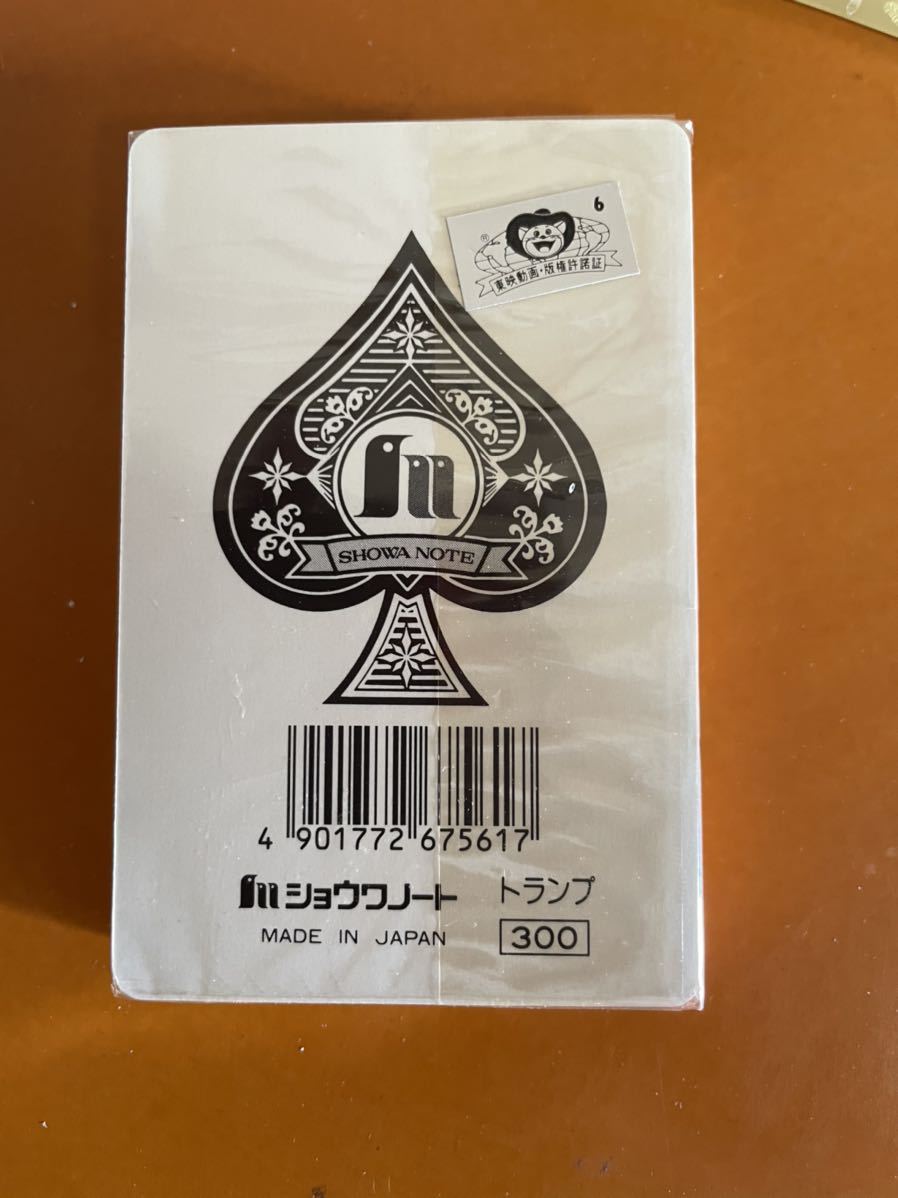 6
®
東映動画・版権許諾証
SHOWA NOTE
4 901772 675617
ショウワノート トランプ
MADE IN JAPAN 300